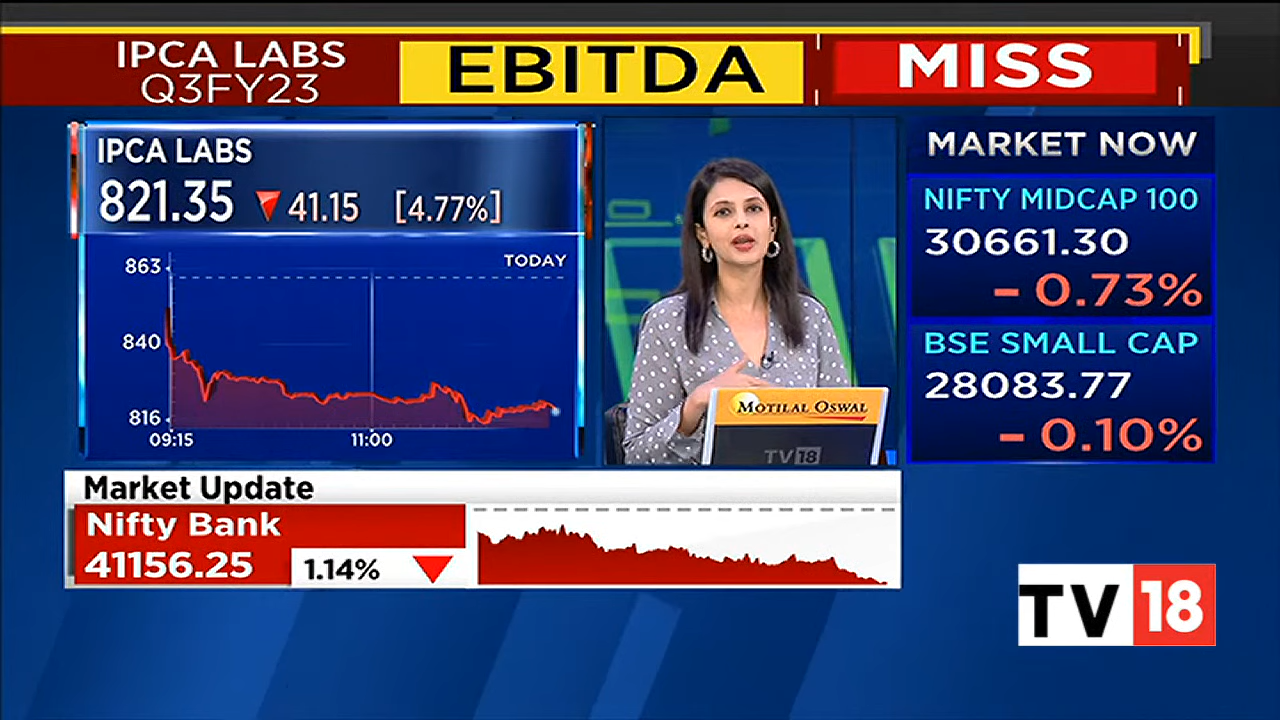 IPCA LABS
Q3FY23
EBITDA
MISS
IPCA LABS
821.35 41.15 [4.77%]
TODAY
863
840
816
09:15 11:00
MOTILAL OSWAL
TV18
MARKET NOW
NIFTY MIDCAP 100
30661.30
- 0.73%
BSE SMALL CAP
28083.77
- 0.10%
Market Update
Nifty Bank
41156.25 1.14%
TV18